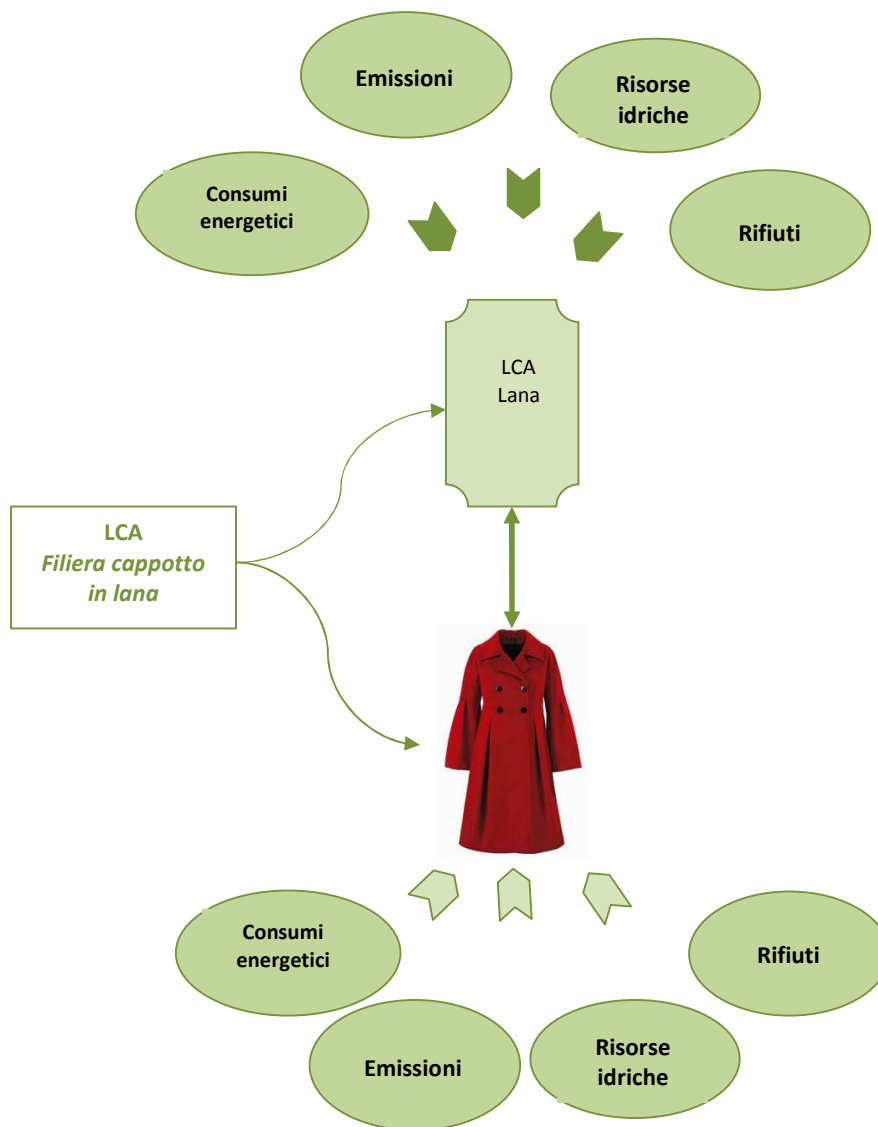 Emissioni
Risorse
idriche
Consumi
energetici
Rifiuti
LCA
Lana
LCA
Filiera cappotto
in lana
Consumi
energetici
Rifiuti
Emissioni
Risorse
idriche